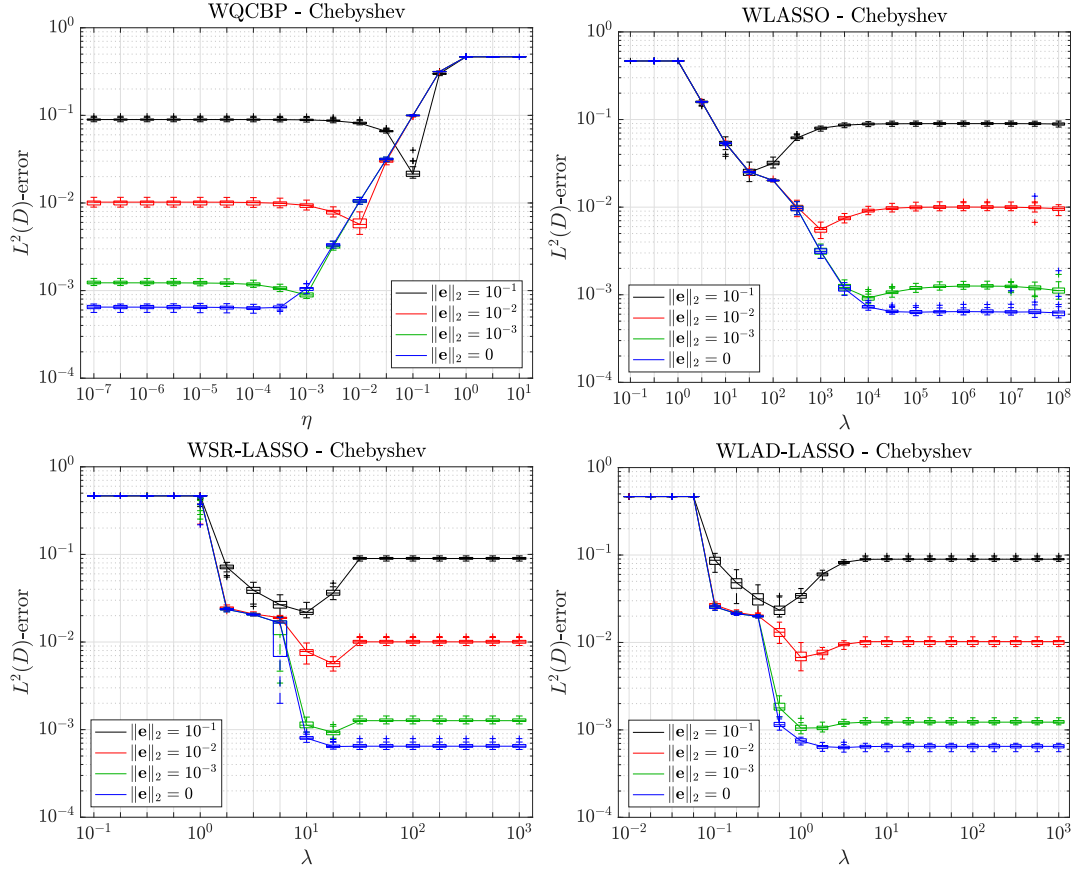 WQCBP - Chebyshev
10^0
10^-1
10^-2
10^-3
10^-4
L^2(D)-error
‖e‖_2 = 10^-1
‖e‖_2 = 10^-2
‖e‖_2 = 10^-3
‖e‖_2 = 0
10^-7 10^-6 10^-5 10^-4 10^-3 10^-2 10^-1 10^0 10^1
η
WLASSO - Chebyshev
10^0
10^-1
10^-2
10^-3
10^-4
L^2(D)-error
‖e‖_2 = 10^-1
‖e‖_2 = 10^-2
‖e‖_2 = 10^-3
‖e‖_2 = 0
10^-1 10^0 10^1 10^2 10^3 10^4 10^5 10^6 10^7 10^8
λ
WSR-LASSO - Chebyshev
10^0
10^-1
10^-2
10^-3
10^-4
L^2(D)-error
‖e‖_2 = 10^-1
‖e‖_2 = 10^-2
‖e‖_2 = 10^-3
‖e‖_2 = 0
10^-1 10^0 10^1 10^2 10^3
λ
WLAD-LASSO - Chebyshev
10^0
10^-1
10^-2
10^-3
10^-4
L^2(D)-error
‖e‖_2 = 10^-1
‖e‖_2 = 10^-2
‖e‖_2 = 10^-3
‖e‖_2 = 0
10^-2 10^-1 10^0 10^1 10^2 10^3
λ